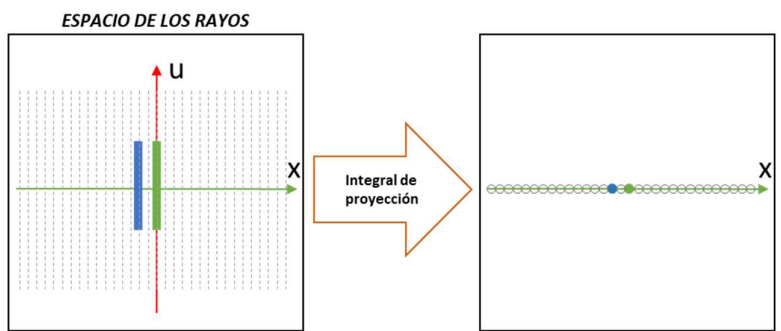 ESPACIO DE LOS RAYOS
u
X
Integral de
proyección
X